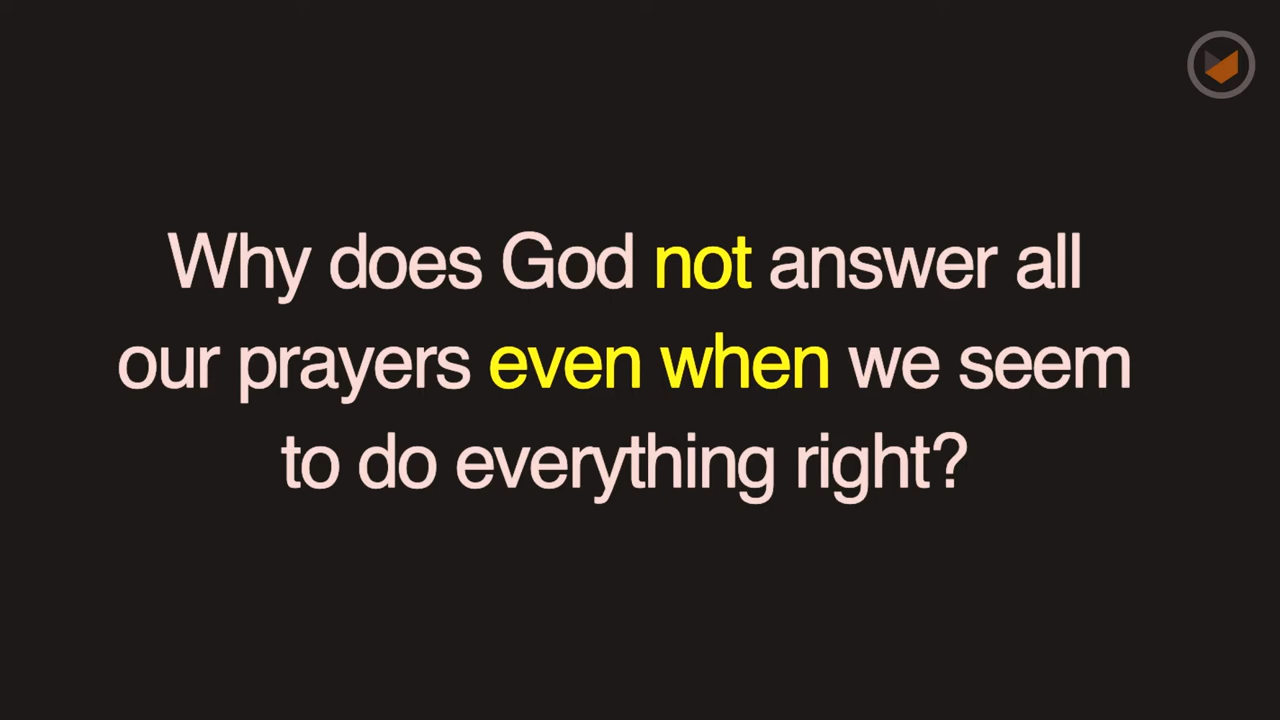 Why does God not answer all
our prayers even when we seem
to do everything right?